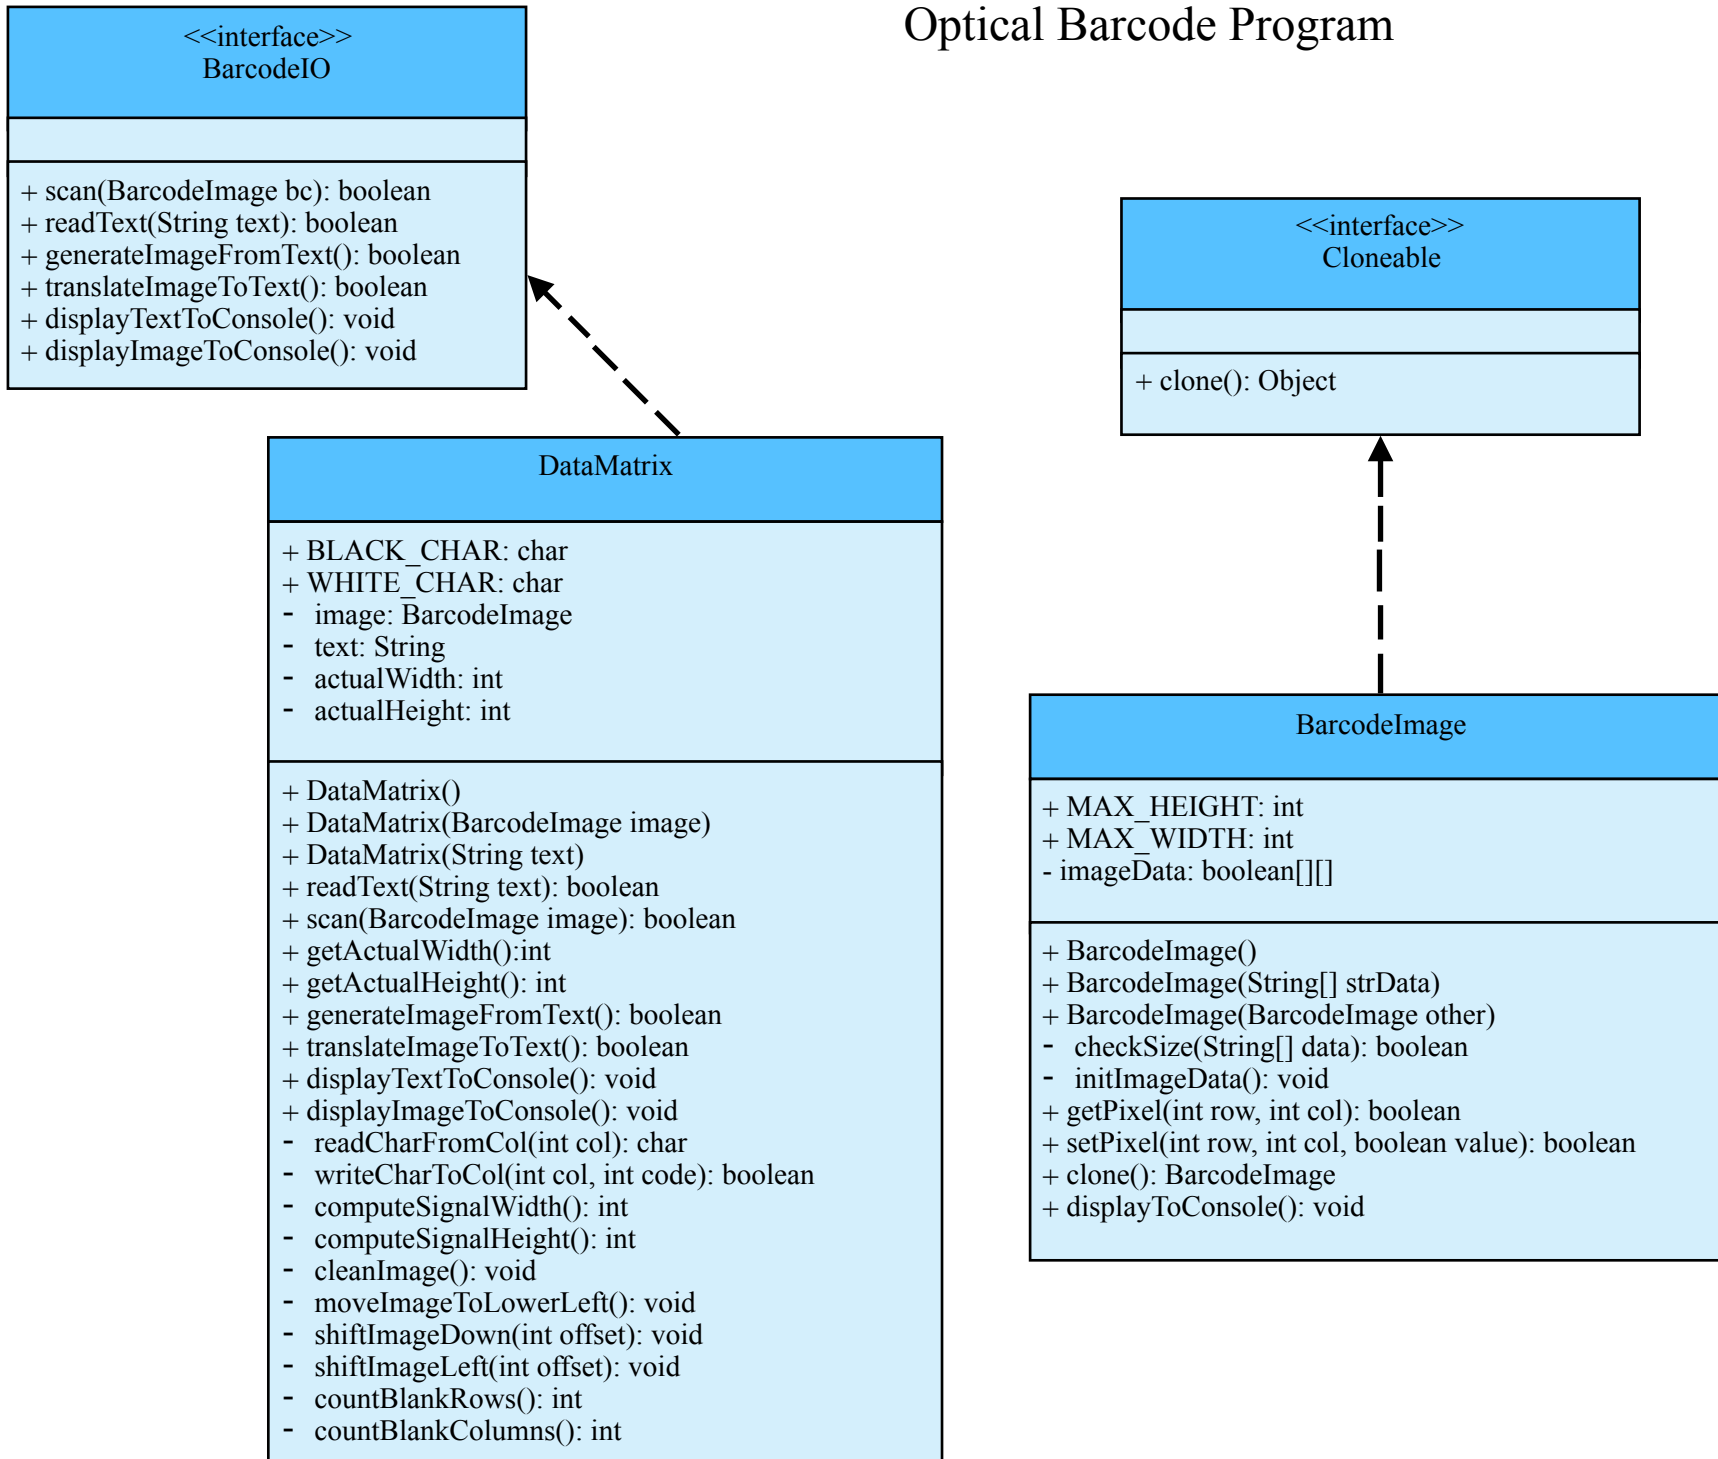 Optical Barcode Program
<<interface>>
BarcodeIO
+ scan(BarcodeImage bc): boolean
+ readText(String text): boolean
+ generateImageFromText(): boolean
+ translateImageToText(): boolean
+ displayTextToConsole(): void
+ displayImageToConsole(): void
<<interface>>
Cloneable
+ clone(): Object
DataMatrix
+ BLACK_CHAR: char
+ WHITE_CHAR: char
- image: BarcodeImage
- text: String
- actualWidth: int
- actualHeight: int
+ DataMatrix()
+ DataMatrix(BarcodeImage image)
+ DataMatrix(String text)
+ readText(String text): boolean
+ scan(BarcodeImage image): boolean
+ getActualWidth():int
+ getActualHeight(): int
+ generateImageFromText(): boolean
+ translateImageToText(): boolean
+ displayTextToConsole(): void
+ displayImageToConsole(): void
- readCharFromCol(int col): char
- writeCharToCol(int col, int code): boolean
- computeSignalWidth(): int
- computeSignalHeight(): int
- cleanImage(): void
- moveImageToLowerLeft(): void
- shiftImageDown(int offset): void
- shiftImageLeft(int offset): void
- countBlankRows(): int
- countBlankColumns(): int
BarcodeImage
+ MAX_HEIGHT: int
+ MAX_WIDTH: int
- imageData: boolean[][]
+ BarcodeImage()
+ BarcodeImage(String[] strData)
+ BarcodeImage(BarcodeImage other)
- checkSize(String[] data): boolean
- initImageData(): void
+ getPixel(int row, int col): boolean
+ setPixel(int row, int col, boolean value): boolean
+ clone(): BarcodeImage
+ displayToConsole(): void